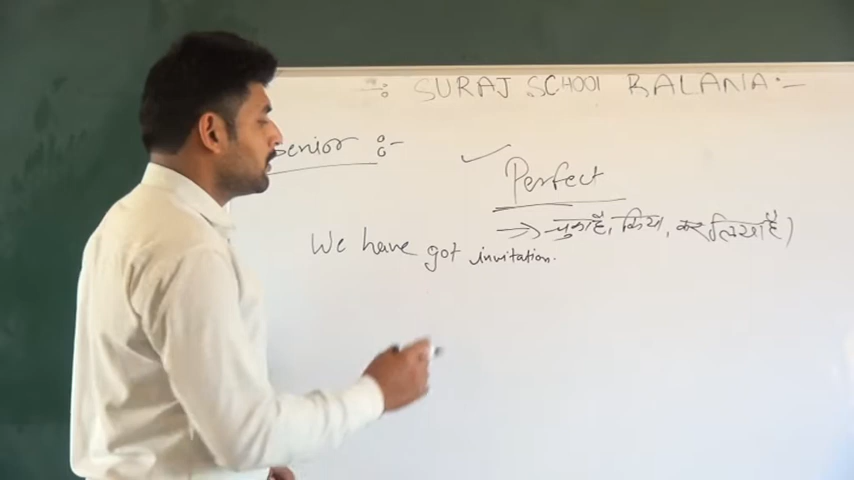 -: SURAJ SCHOOL BALANA :-
Senior :-
✓ Perfect
→ चुका है, किया, कर लिया है)
We have got invitation.